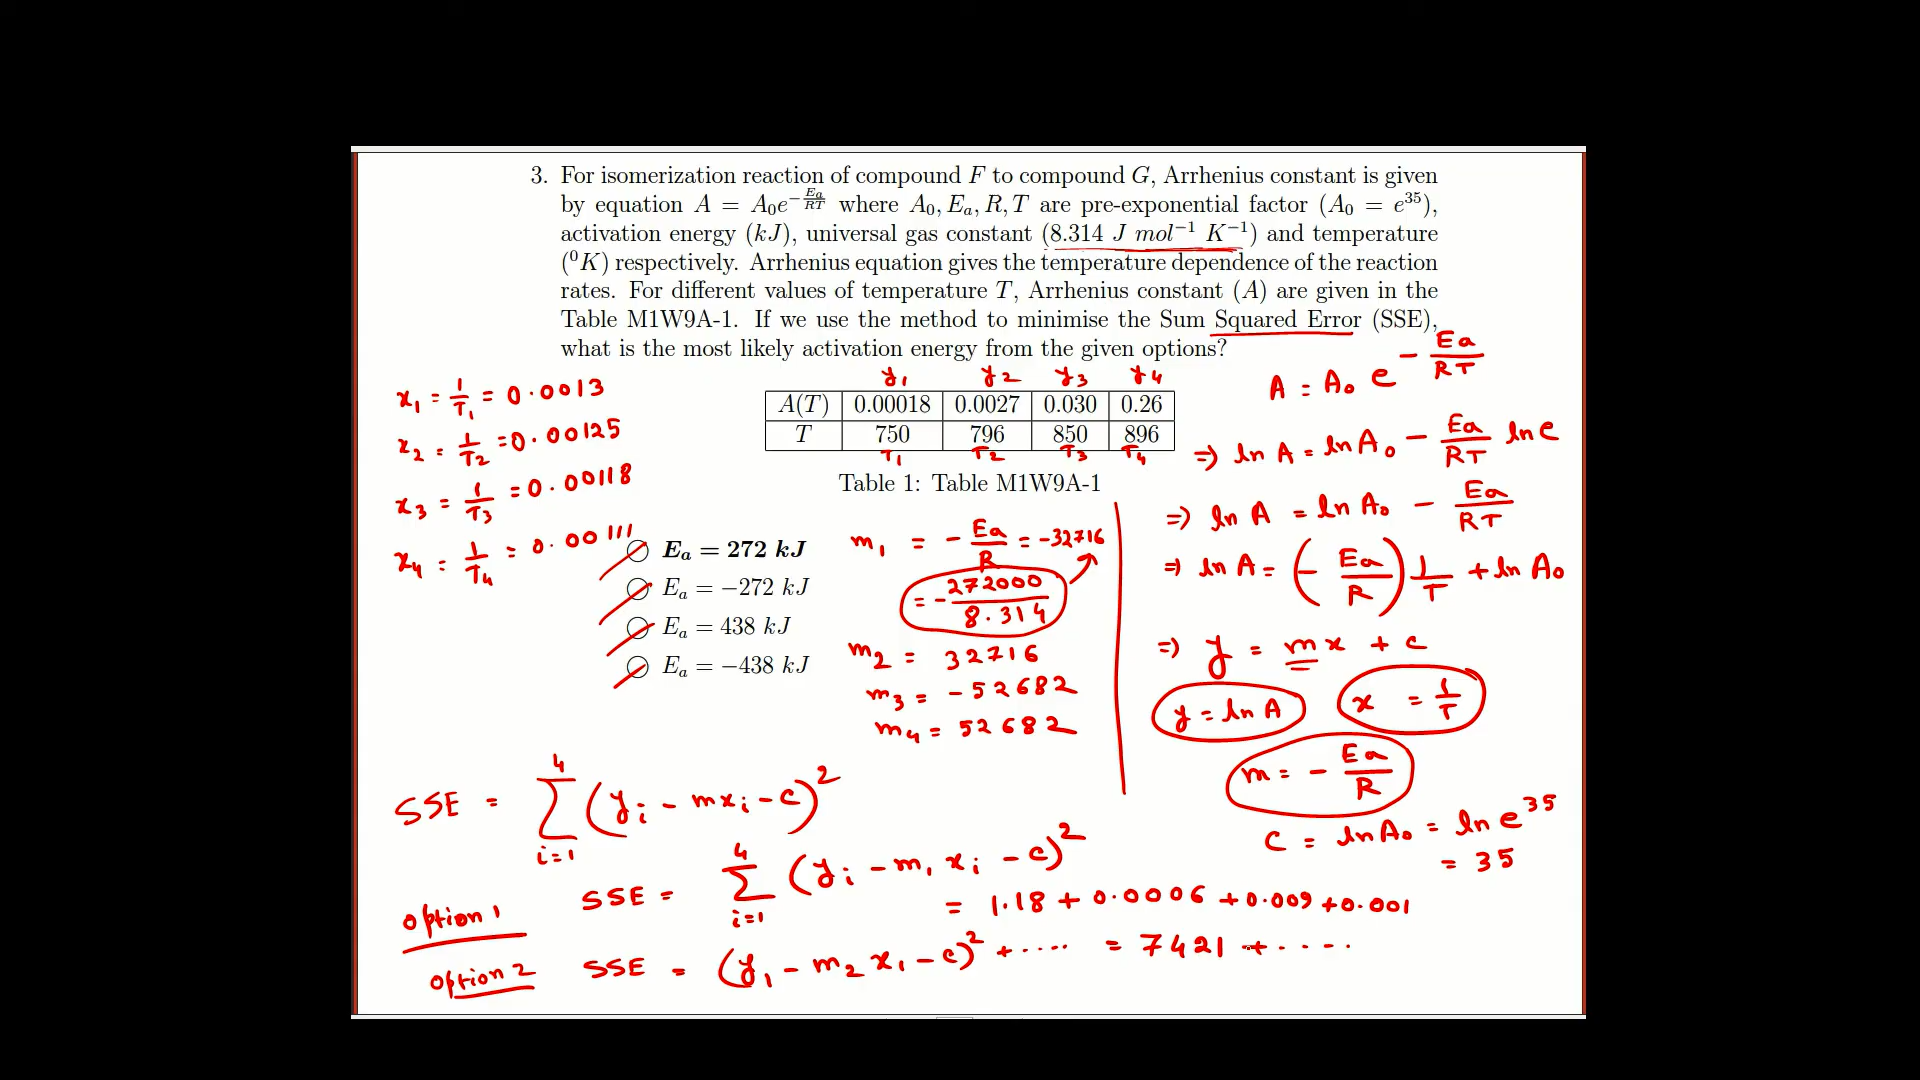 3. For isomerization reaction of compound F to compound G, Arrhenius constant is given
by equation A = A₀e^(−Ea/RT) where A₀, Eₐ, R, T are pre-exponential factor (A₀ = e³⁵),
activation energy (kJ), universal gas constant (8.314 J mol⁻¹ K⁻¹) and temperature
(⁰K) respectively. Arrhenius equation gives the temperature dependence of the reaction
rates. For different values of temperature T, Arrhenius constant (A) are given in the
Table M1W9A-1. If we use the method to minimise the Sum Squared Error (SSE),
what is the most likely activation energy from the given options?
y₁ y₂ y₃ y₄
A(T) 0.00018 0.0027 0.030 0.26
T 750 796 850 896
T₁ T₂ T₃ T₄
Table 1: Table M1W9A-1
x₁ = 1/T₁ = 0.0013
x₂ = 1/T₂ = 0.00125
x₃ = 1/T₃ = 0.00118
x₄ = 1/T₄ = 0.00111
Eₐ = 272 kJ
Eₐ = −272 kJ
Eₐ = 438 kJ
Eₐ = −438 kJ
m₁ = − Ea/R = −32716
= − 272000/8.314
m₂ = 32716
m₃ = −52682
m₄ = 52682
A = A₀ e^(− Ea/RT)
⇒ ln A = ln A₀ − Ea/RT ln e
⇒ ln A = ln A₀ − Ea/RT
⇒ ln A = (− Ea/R) 1/T + ln A₀
⇒ y = mx + c
y = ln A x = 1/T
m = − Ea/R
c = ln A₀ = ln e³⁵
= 35
SSE = Σ_(i=1)^4 (yᵢ − mxᵢ − c)²
option 1 SSE = Σ_(i=1)^4 (yᵢ − m₁ xᵢ − c)²
= 1.18 + 0.0006 + 0.009 + 0.001
option 2 SSE = (y₁ − m₂ x₁ − c)² + .... = 7421 + ....